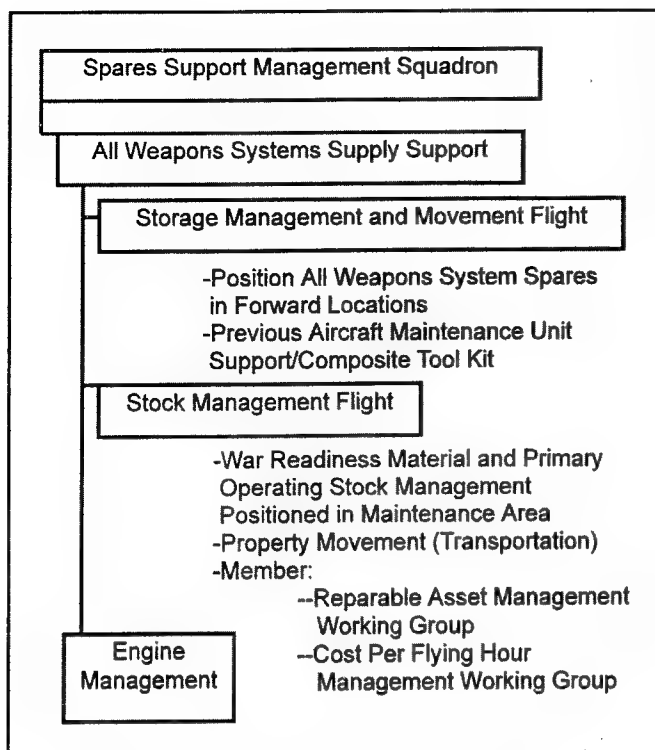 Spares Support Management Squadron
All Weapons Systems Supply Support
Storage Management and Movement Flight
-Position All Weapons System Spares
in Forward Locations
-Previous Aircraft Maintenance Unit
Support/Composite Tool Kit
Stock Management Flight
-War Readiness Material and Primary
Operating Stock Management
Positioned in Maintenance Area
-Property Movement (Transportation)
-Member:
--Reparable Asset Management
Working Group
--Cost Per Flying Hour
Management Working Group
Engine
Management